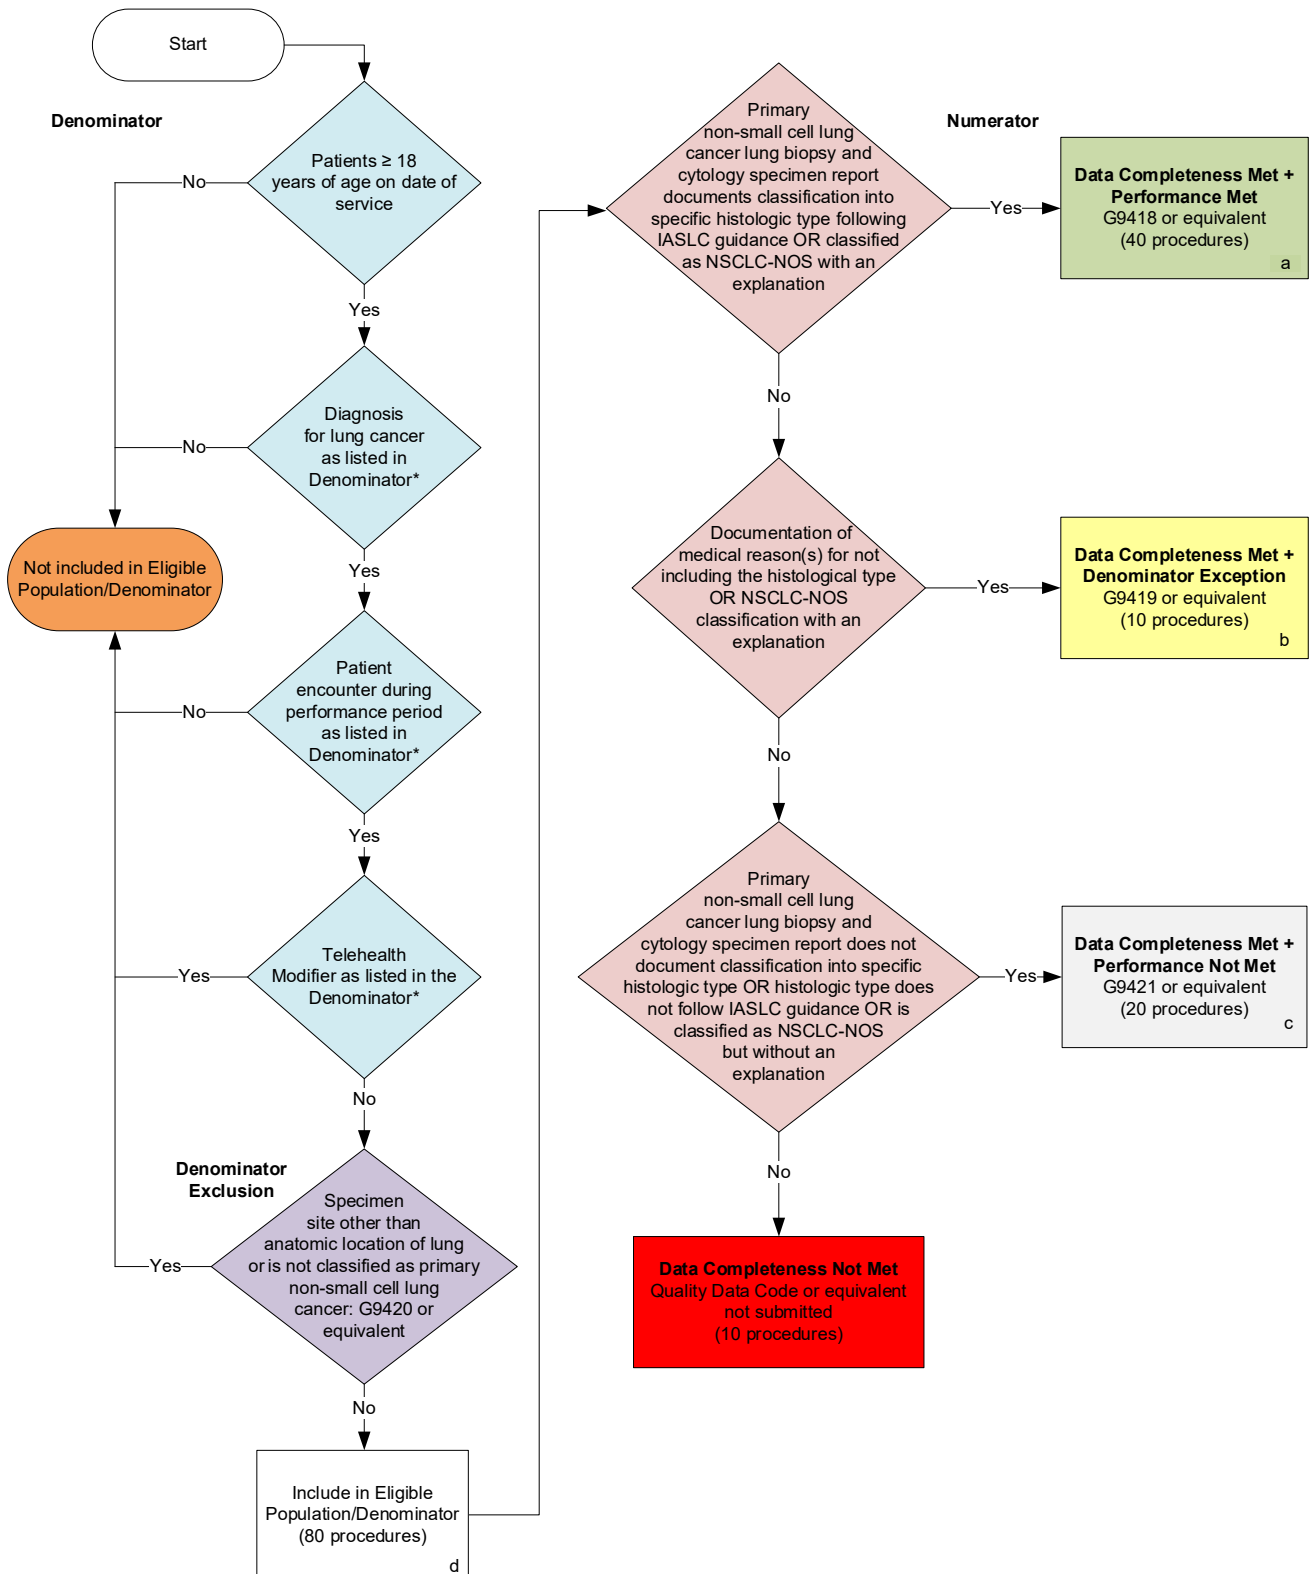 Start
Denominator
Patients ≥ 18
years of age on date of
service
No
Yes
Diagnosis
for lung cancer
as listed in
Denominator*
No
Not included in Eligible
Population/Denominator
Yes
Patient
encounter during
performance period
as listed in
Denominator*
No
Yes
Telehealth
Modifier as listed in the
Denominator*
Yes
No
Denominator
Exclusion
Specimen
site other than
anatomic location of lung
or is not classified as primary
non-small cell lung
cancer: G9420 or
equivalent
Yes
No
Include in Eligible
Population/Denominator
(80 procedures)
d
Numerator
Primary
non-small cell lung
cancer lung biopsy and
cytology specimen report
documents classification into
specific histologic type following
IASLC guidance OR classified
as NSCLC-NOS with an
explanation
Yes
Data Completeness Met +
Performance Met
G9418 or equivalent
(40 procedures)
a
No
Documentation of
medical reason(s) for not
including the histological type
OR NSCLC-NOS
classification with an
explanation
Yes
Data Completeness Met +
Denominator Exception
G9419 or equivalent
(10 procedures)
b
No
Primary
non-small cell lung
cancer lung biopsy and
cytology specimen report does not
document classification into specific
histologic type OR histologic type does
not follow IASLC guidance OR is
classified as NSCLC-NOS
but without an
explanation
Yes
Data Completeness Met +
Performance Not Met
G9421 or equivalent
(20 procedures)
c
No
Data Completeness Not Met
Quality Data Code or equivalent
not submitted
(10 procedures)